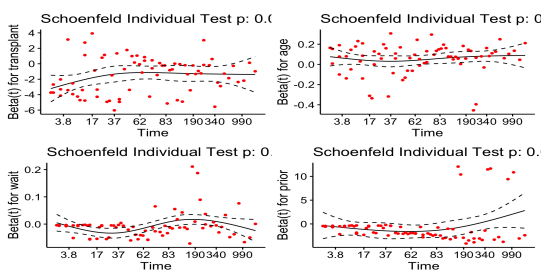 Schoenfeld Individual Test p: 0.0
Beta(t) for transplant
4
2
0
-2
-4
-6
3.8 17 37 62 83 190 340 990
Time
Schoenfeld Individual Test p: 0
Beta(t) for age
0.2
0.0
-0.2
-0.4
3.8 17 37 62 83 190 340 990
Time
Schoenfeld Individual Test p: 0.
Beta(t) for wait
0.2
0.1
0.0
3.8 17 37 62 83 190 340 990
Time
Schoenfeld Individual Test p: 0.
Beta(t) for prior
10
5
0
3.8 17 37 62 83 190 340 990
Time